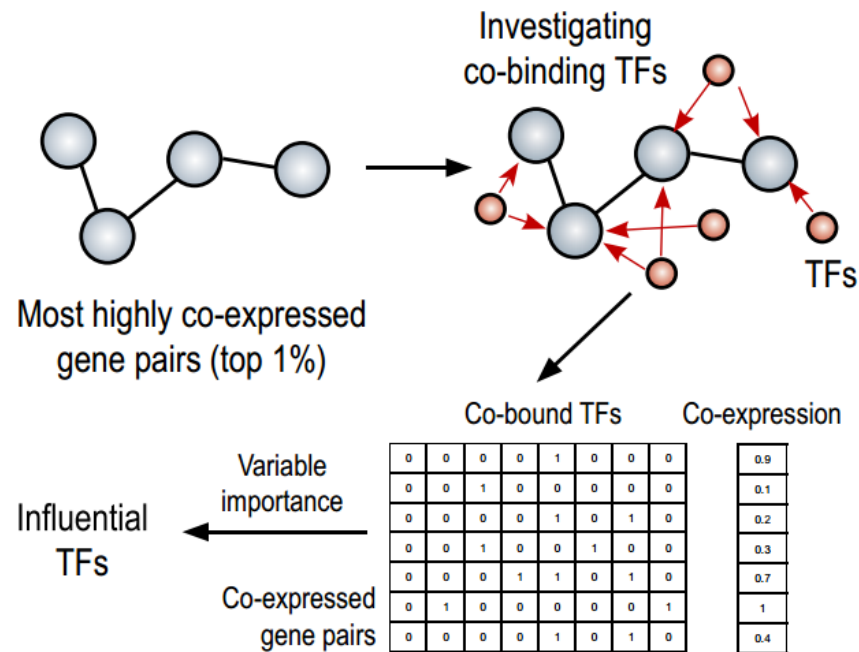 Investigating
co-binding TFs
TFs
Most highly co-expressed
gene pairs (top 1%)
Co-bound TFs
Co-expression
Variable
importance
Influential
TFs
Co-expressed
gene pairs
0 0 0 0 1 0 0 0 0.9
0 0 1 0 0 0 0 0 0.1
0 0 0 0 1 0 1 0 0.2
0 0 1 0 0 1 0 0 0.3
0 0 0 1 1 0 1 0 0.7
0 1 0 0 0 0 0 1 1
0 0 0 0 1 0 1 0 0.4